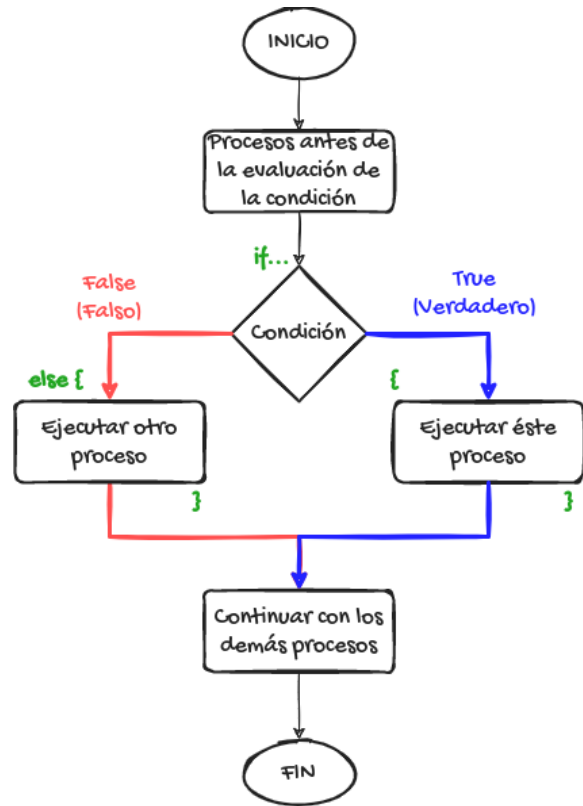 INICIO
Procesos antes de
la evaluación de
la condición
if...
False
(Falso)
True
(Verdadero)
Condición
else {
{
Ejecutar otro
proceso
Ejecutar éste
proceso
}
}
Continuar con los
demás procesos
FIN